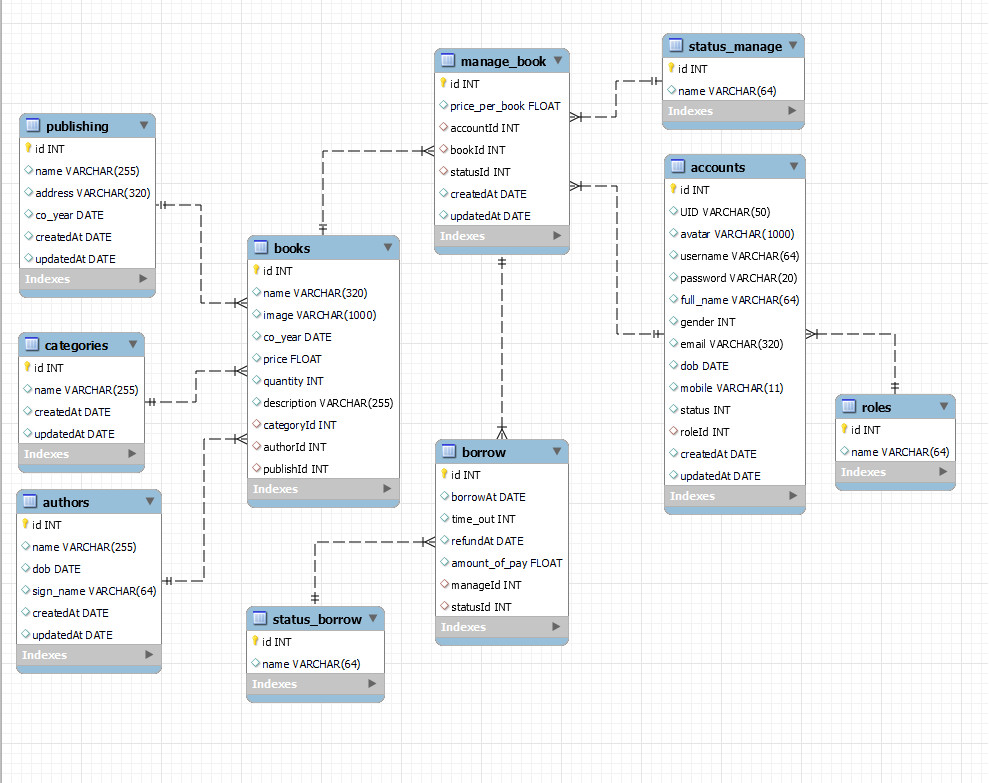 publishing
id INT
name VARCHAR(255)
address VARCHAR(320)
co_year DATE
createdAt DATE
updatedAt DATE
Indexes
categories
id INT
name VARCHAR(255)
createdAt DATE
updatedAt DATE
Indexes
authors
id INT
name VARCHAR(255)
dob DATE
sign_name VARCHAR(64)
createdAt DATE
updatedAt DATE
Indexes
books
id INT
name VARCHAR(320)
image VARCHAR(1000)
co_year DATE
price FLOAT
quantity INT
description VARCHAR(255)
categoryId INT
authorId INT
publishId INT
Indexes
status_borrow
id INT
name VARCHAR(64)
Indexes
manage_book
id INT
price_per_book FLOAT
accountId INT
bookId INT
statusId INT
createdAt DATE
updatedAt DATE
Indexes
borrow
id INT
borrowAt DATE
time_out INT
refundAt DATE
amount_of_pay FLOAT
manageId INT
statusId INT
Indexes
status_manage
id INT
name VARCHAR(64)
Indexes
accounts
id INT
UID VARCHAR(50)
avatar VARCHAR(1000)
username VARCHAR(64)
password VARCHAR(20)
full_name VARCHAR(64)
gender INT
email VARCHAR(320)
dob DATE
mobile VARCHAR(11)
status INT
roleId INT
createdAt DATE
updatedAt DATE
Indexes
roles
id INT
name VARCHAR(64)
Indexes